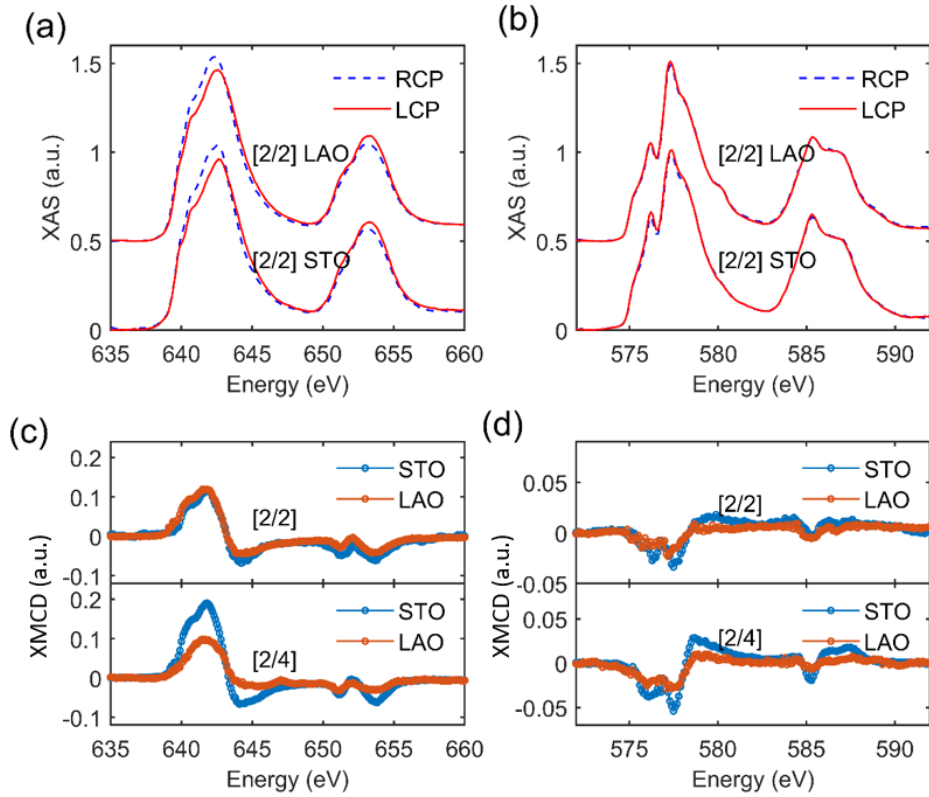 (a)
XAS (a.u.)
1.5
1
0.5
0
RCP
LCP
[2/2] LAO
[2/2] STO
635 640 645 650 655 660
Energy (eV)
(b)
XAS (a.u.)
1.5
1
0.5
0
RCP
LCP
[2/2] LAO
[2/2] STO
575 580 585 590
Energy (eV)
(c)
XMCD (a.u.)
0.2
0.1
0
-0.1
STO
LAO
[2/2]
0.2
0.1
0
-0.1
STO
LAO
[2/4]
635 640 645 650 655 660
Energy (eV)
(d)
XMCD (a.u.)
0.05
0
-0.05
STO
LAO
[2/2]
0.05
0
-0.05
STO
LAO
[2/4]
575 580 585 590
Energy (eV)